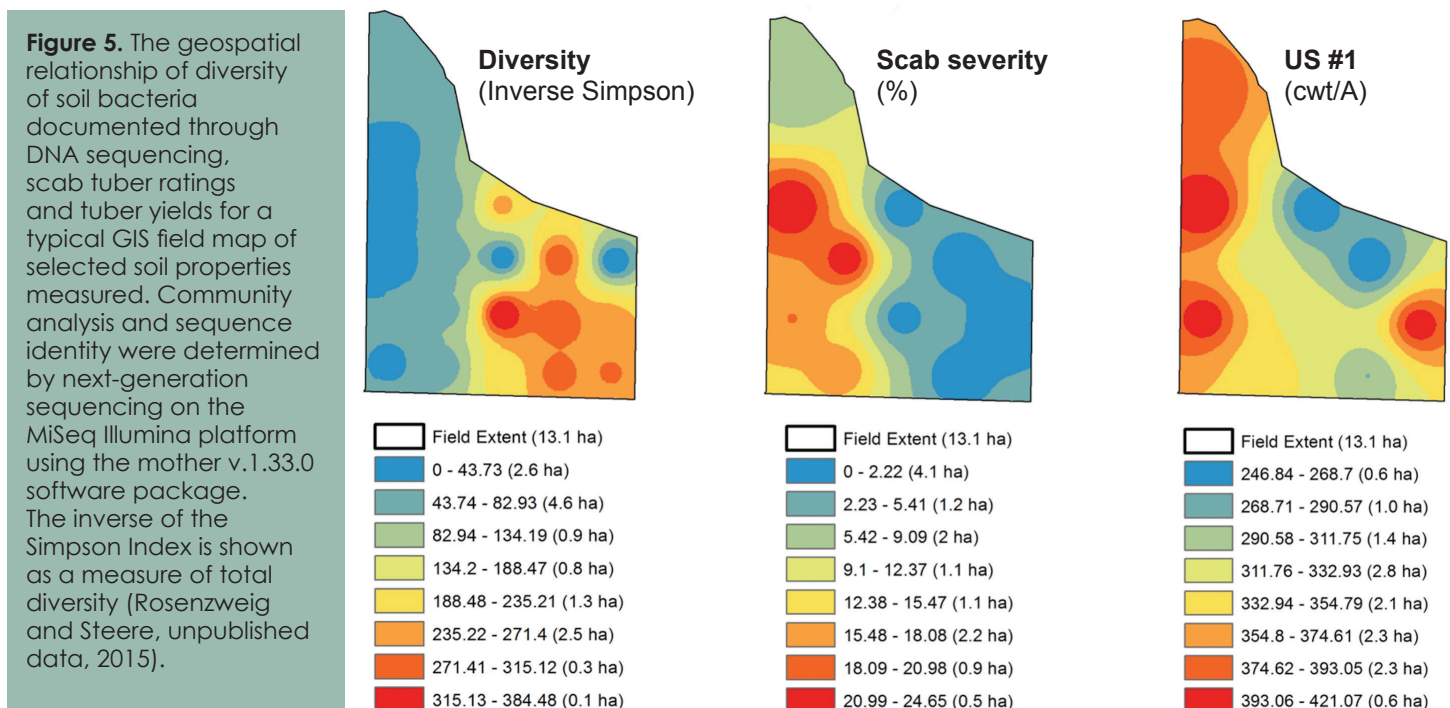 Figure 5. The geospatial
relationship of diversity
of soil bacteria
documented through
DNA sequencing,
scab tuber ratings
and tuber yields for a
typical GIS field map of
selected soil properties
measured. Community
analysis and sequence
identity were determined
by next-generation
sequencing on the
MiSeq Illumina platform
using the mother v.1.33.0
software package.
The inverse of the
Simpson Index is shown
as a measure of total
diversity (Rosenzweig
and Steere, unpublished
data, 2015).
Diversity
(Inverse Simpson)
Field Extent (13.1 ha)
0 - 43.73 (2.6 ha)
43.74 - 82.93 (4.6 ha)
82.94 - 134.19 (0.9 ha)
134.2 - 188.47 (0.8 ha)
188.48 - 235.21 (1.3 ha)
235.22 - 271.4 (2.5 ha)
271.41 - 315.12 (0.3 ha)
315.13 - 384.48 (0.1 ha)
Scab severity
(%)
Field Extent (13.1 ha)
0 - 2.22 (4.1 ha)
2.23 - 5.41 (1.2 ha)
5.42 - 9.09 (2 ha)
9.1 - 12.37 (1.1 ha)
12.38 - 15.47 (1.1 ha)
15.48 - 18.08 (2.2 ha)
18.09 - 20.98 (0.9 ha)
20.99 - 24.65 (0.5 ha)
US #1
(cwt/A)
Field Extent (13.1 ha)
246.84 - 268.7 (0.6 ha)
268.71 - 290.57 (1.0 ha)
290.58 - 311.75 (1.4 ha)
311.76 - 332.93 (2.8 ha)
332.94 - 354.79 (2.1 ha)
354.8 - 374.61 (2.3 ha)
374.62 - 393.05 (2.3 ha)
393.06 - 421.07 (0.6 ha)